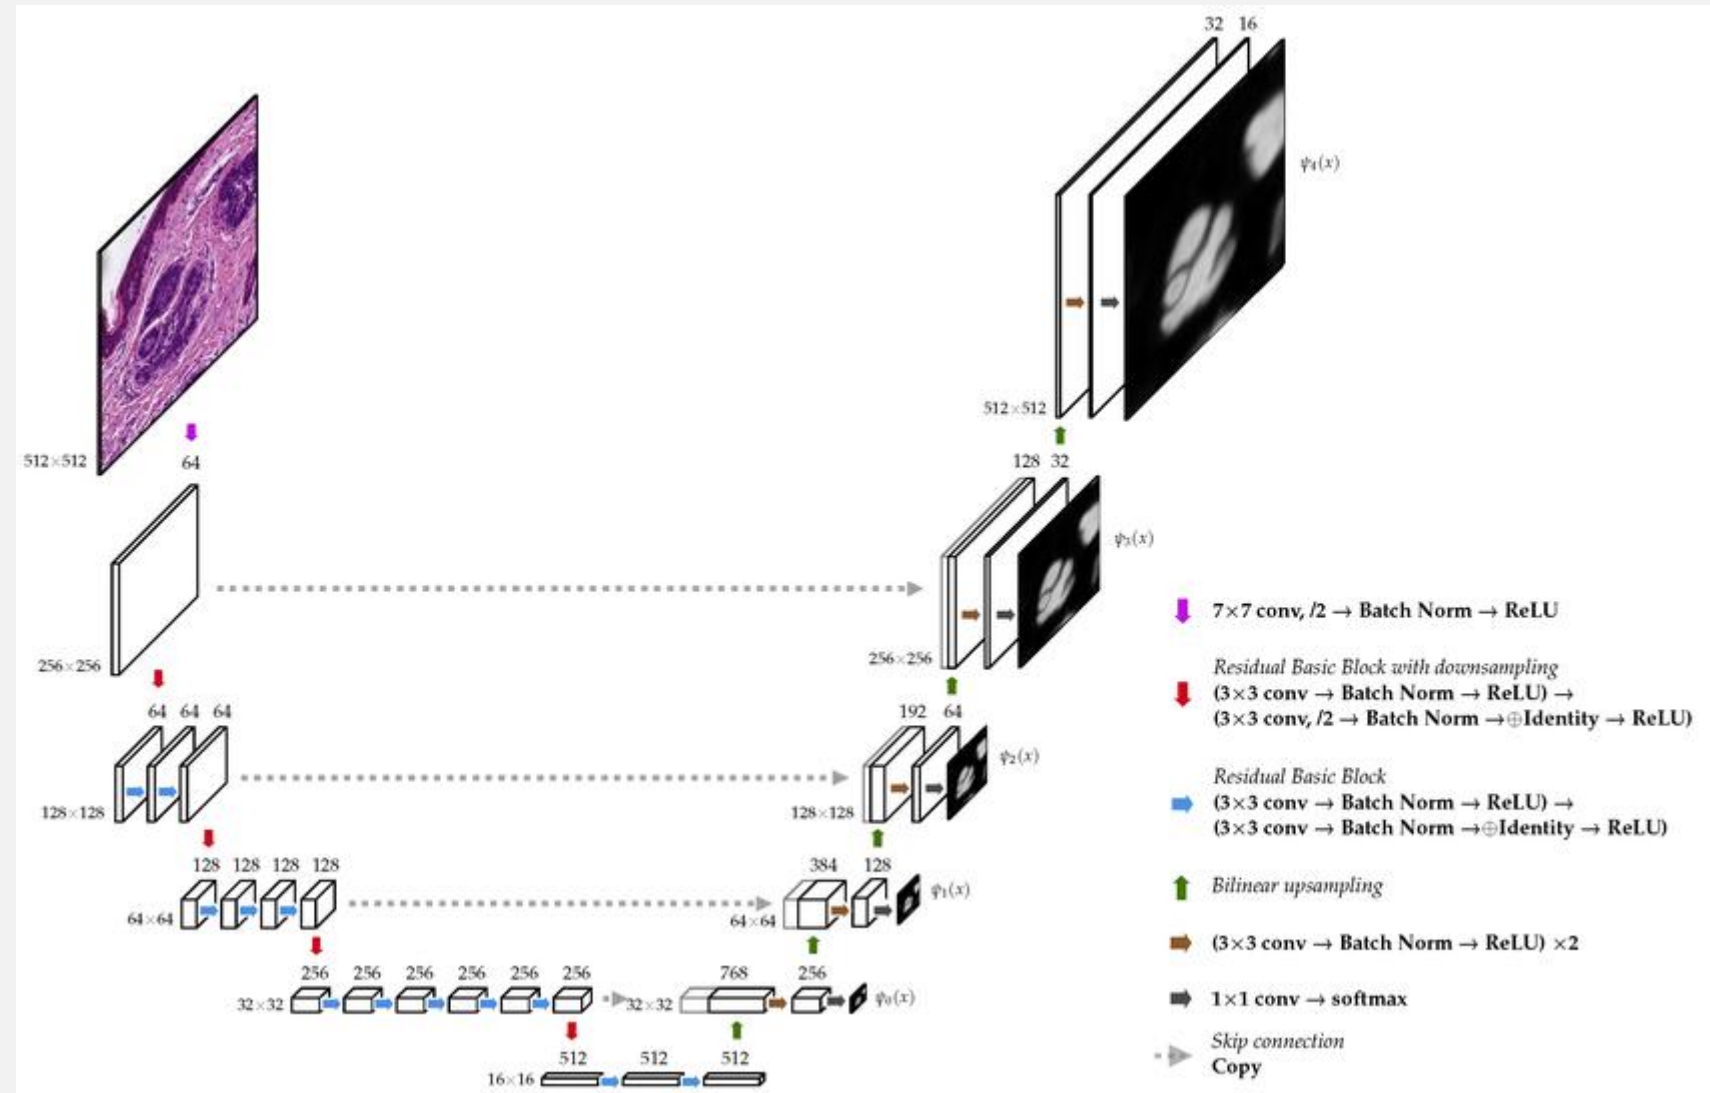 32 16
ψ₄(x)
512×512
512×512
64
128 32
ψ₃(x)
256×256
256×256
64 64 64
192 64
ψ₂(x)
128×128
128×128
128 128 128 128
384 128
ψ₁(x)
64×64
64×64
256 256 256 256 256 256
768 256
ψ₀(x)
32×32
32×32
512 512 512
16×16
7×7 conv, /2 → Batch Norm → ReLU
Residual Basic Block with downsampling
(3×3 conv → Batch Norm → ReLU) →
(3×3 conv, /2 → Batch Norm →⊕Identity → ReLU)
Residual Basic Block
(3×3 conv → Batch Norm → ReLU) →
(3×3 conv → Batch Norm →⊕Identity → ReLU)
Bilinear upsampling
(3×3 conv → Batch Norm → ReLU) ×2
1×1 conv → softmax
Skip connection
Copy